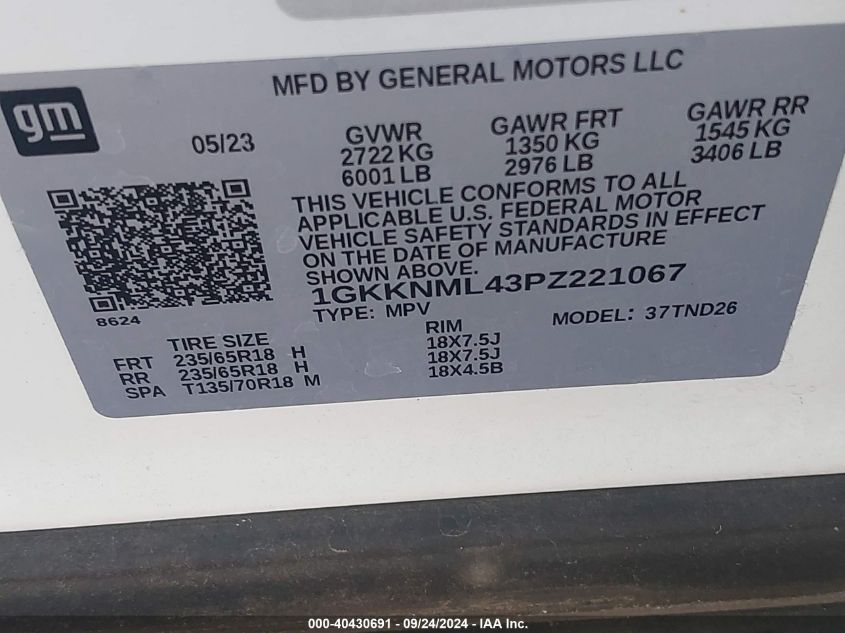 MFD BY GENERAL MOTORS LLC
gm
05/23
GVWR
2722 KG
6001 LB
GAWR FRT
1350 KG
2976 LB
GAWR RR
1545 KG
3406 LB
THIS VEHICLE CONFORMS TO ALL
APPLICABLE U.S. FEDERAL MOTOR
VEHICLE SAFETY STANDARDS IN EFFECT
ON THE DATE OF MANUFACTURE
SHOWN ABOVE.
1GKKNML43PZ221067
TYPE: MPV MODEL: 37TND26
8624
TIRE SIZE RIM
FRT 235/65R18 H 18X7.5J
RR 235/65R18 H 18X7.5J
SPA T135/70R18 M 18X4.5B
000-40430691 - 09/24/2024 - IAA Inc.